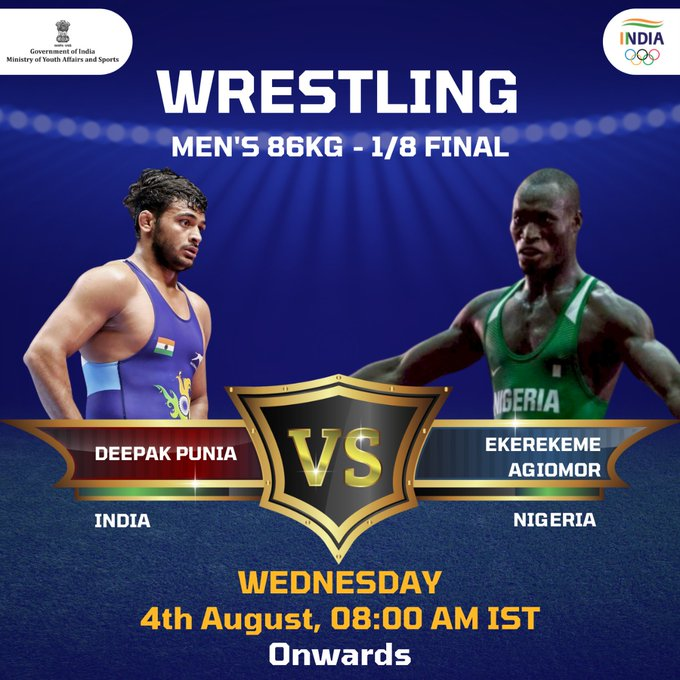 Government of India
Ministry of Youth Affairs and Sports
INDIA
WRESTLING
MEN'S 86KG - 1/8 FINAL
NIGERIA
DEEPAK PUNIA
VS
EKEREKEME
AGIOMOR
INDIA
NIGERIA
WEDNESDAY
4th August, 08:00 AM IST
Onwards